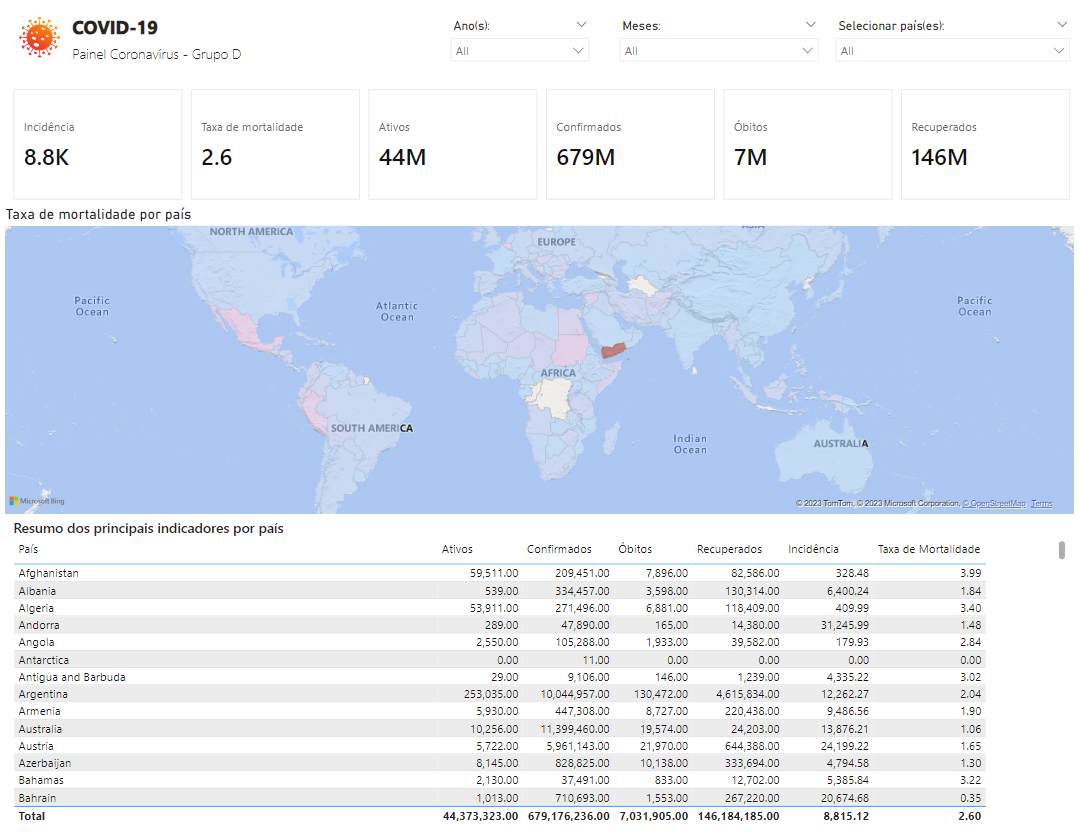 COVID-19
Painel Coronavírus - Grupo D
Ano(s):
All
Meses:
All
Selecionar país(es):
All
Incidência
8.8K
Taxa de mortalidade
2.6
Ativos
44M
Confirmados
679M
Óbitos
7M
Recuperados
146M
Taxa de mortalidade por país
NORTH AMERICA
EUROPE
ASIA
Pacific
Ocean
Atlantic
Ocean
Pacific
Ocean
AFRICA
SOUTH AMERICA
Indian
Ocean
AUSTRALIA
Microsoft Bing
© 2023 TomTom, © 2023 Microsoft Corporation, © OpenStreetMap Terms
Resumo dos principais indicadores por país
País Ativos Confirmados Óbitos Recuperados Incidência Taxa de Mortalidade
Afghanistan 59,511.00 209,451.00 7,896.00 82,586.00 328.48 3.99
Albania 539.00 334,457.00 3,598.00 130,314.00 6,400.24 1.84
Algeria 53,911.00 271,496.00 6,881.00 118,409.00 409.99 3.40
Andorra 289.00 47,890.00 165.00 14,380.00 31,245.99 1.48
Angola 2,550.00 105,288.00 1,933.00 39,582.00 179.93 2.84
Antarctica 0.00 11.00 0.00 0.00 0.00 0.00
Antigua and Barbuda 29.00 9,106.00 146.00 1,239.00 4,335.22 3.02
Argentina 253,035.00 10,044,957.00 130,472.00 4,615,834.00 12,262.27 2.04
Armenia 5,930.00 447,308.00 8,727.00 220,438.00 9,486.56 1.90
Australia 10,256.00 11,399,460.00 19,574.00 24,203.00 13,876.21 1.06
Austria 5,722.00 5,961,143.00 21,970.00 644,388.00 24,199.22 1.65
Azerbaijan 8,145.00 828,825.00 10,138.00 333,694.00 4,794.58 1.30
Bahamas 2,130.00 37,491.00 833.00 12,702.00 5,385.84 3.22
Bahrain 1,013.00 710,693.00 1,553.00 267,220.00 20,674.68 0.35
Total 44,373,323.00 679,176,236.00 7,031,905.00 146,184,185.00 8,815.12 2.60